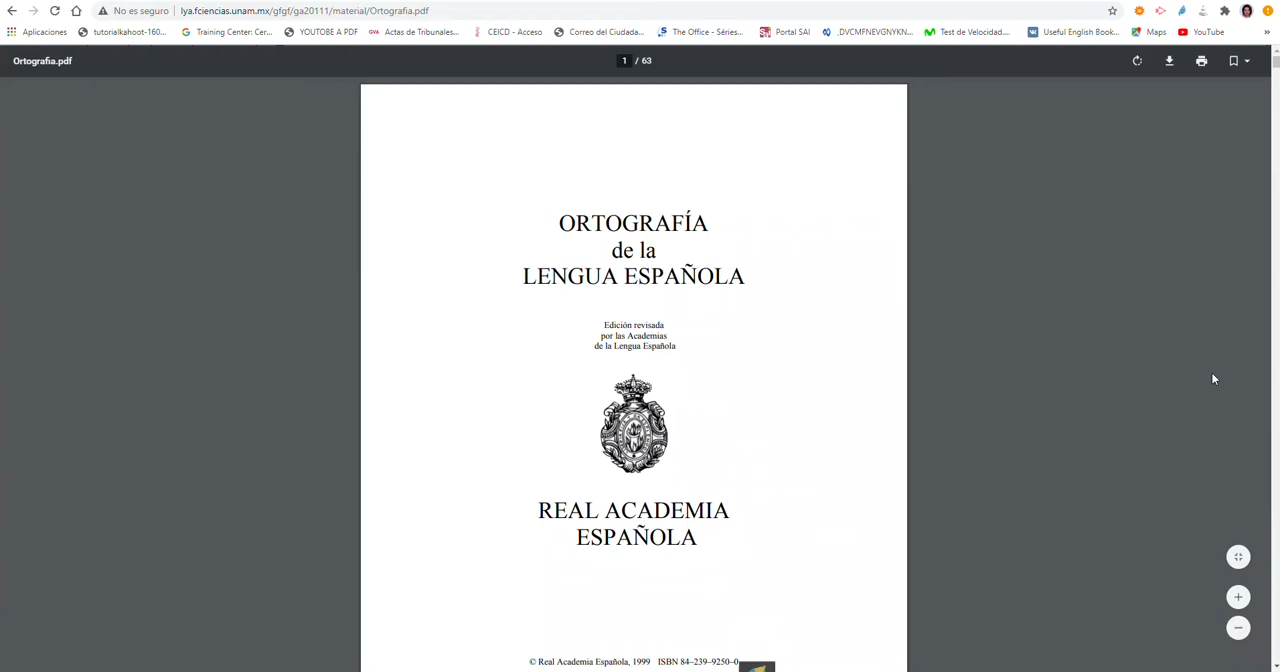 No es seguro lya.fciencias.unam.mx/gfgf/ga20111/material/Ortografia.pdf
Aplicaciones tutorialkahoot-160... Training Center: Cer... YOUTOBE A PDF GVA Actas de Tribunales... CEICD - Acceso Correo del Ciudada... The Office - Séries... Portal SAI .DVCMFNEVGNYKN... Test de Velocidad.... Useful English Book... Maps YouTube »
Ortografia.pdf 1 / 63
ORTOGRAFÍA
de la
LENGUA ESPAÑOLA
Edición revisada
por las Academias
de la Lengua Española
REAL ACADEMIA
ESPAÑOLA
© Real Academia Española, 1999 ISBN 84–239–9250–0